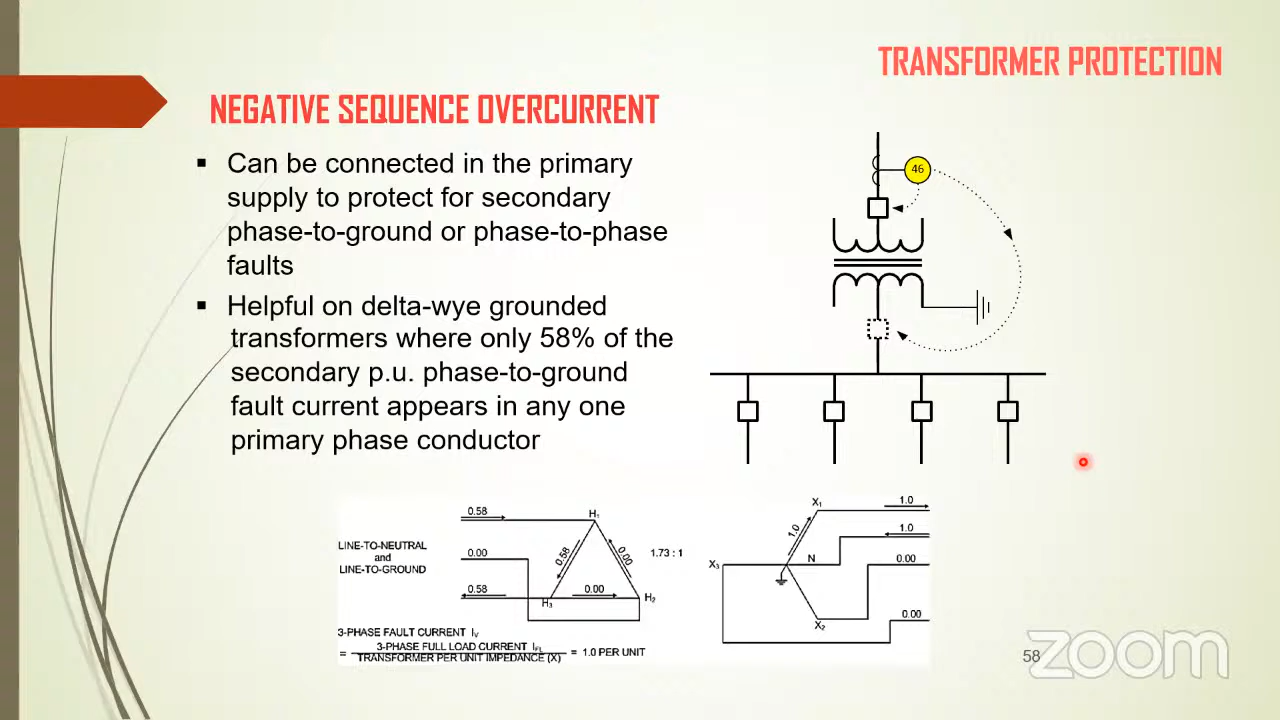 TRANSFORMER PROTECTION
NEGATIVE SEQUENCE OVERCURRENT
▪ Can be connected in the primary
supply to protect for secondary
phase-to-ground or phase-to-phase
faults
▪ Helpful on delta-wye grounded
transformers where only 58% of the
secondary p.u. phase-to-ground
fault current appears in any one
primary phase conductor
46
LINE-TO-NEUTRAL
and
LINE-TO-GROUND
0.58
0.00
0.58
H1
0.58
0.00
0.00
H3
H2
1.73 : 1
X1
1.0
1.0
1.0
N
X3
0.00
X2
0.00
3-PHASE FAULT CURRENT IV
= 3-PHASE FULL LOAD CURRENT IFL
TRANSFORMER PER UNIT IMPEDANCE (X) = 1.0 PER UNIT
58
zoom